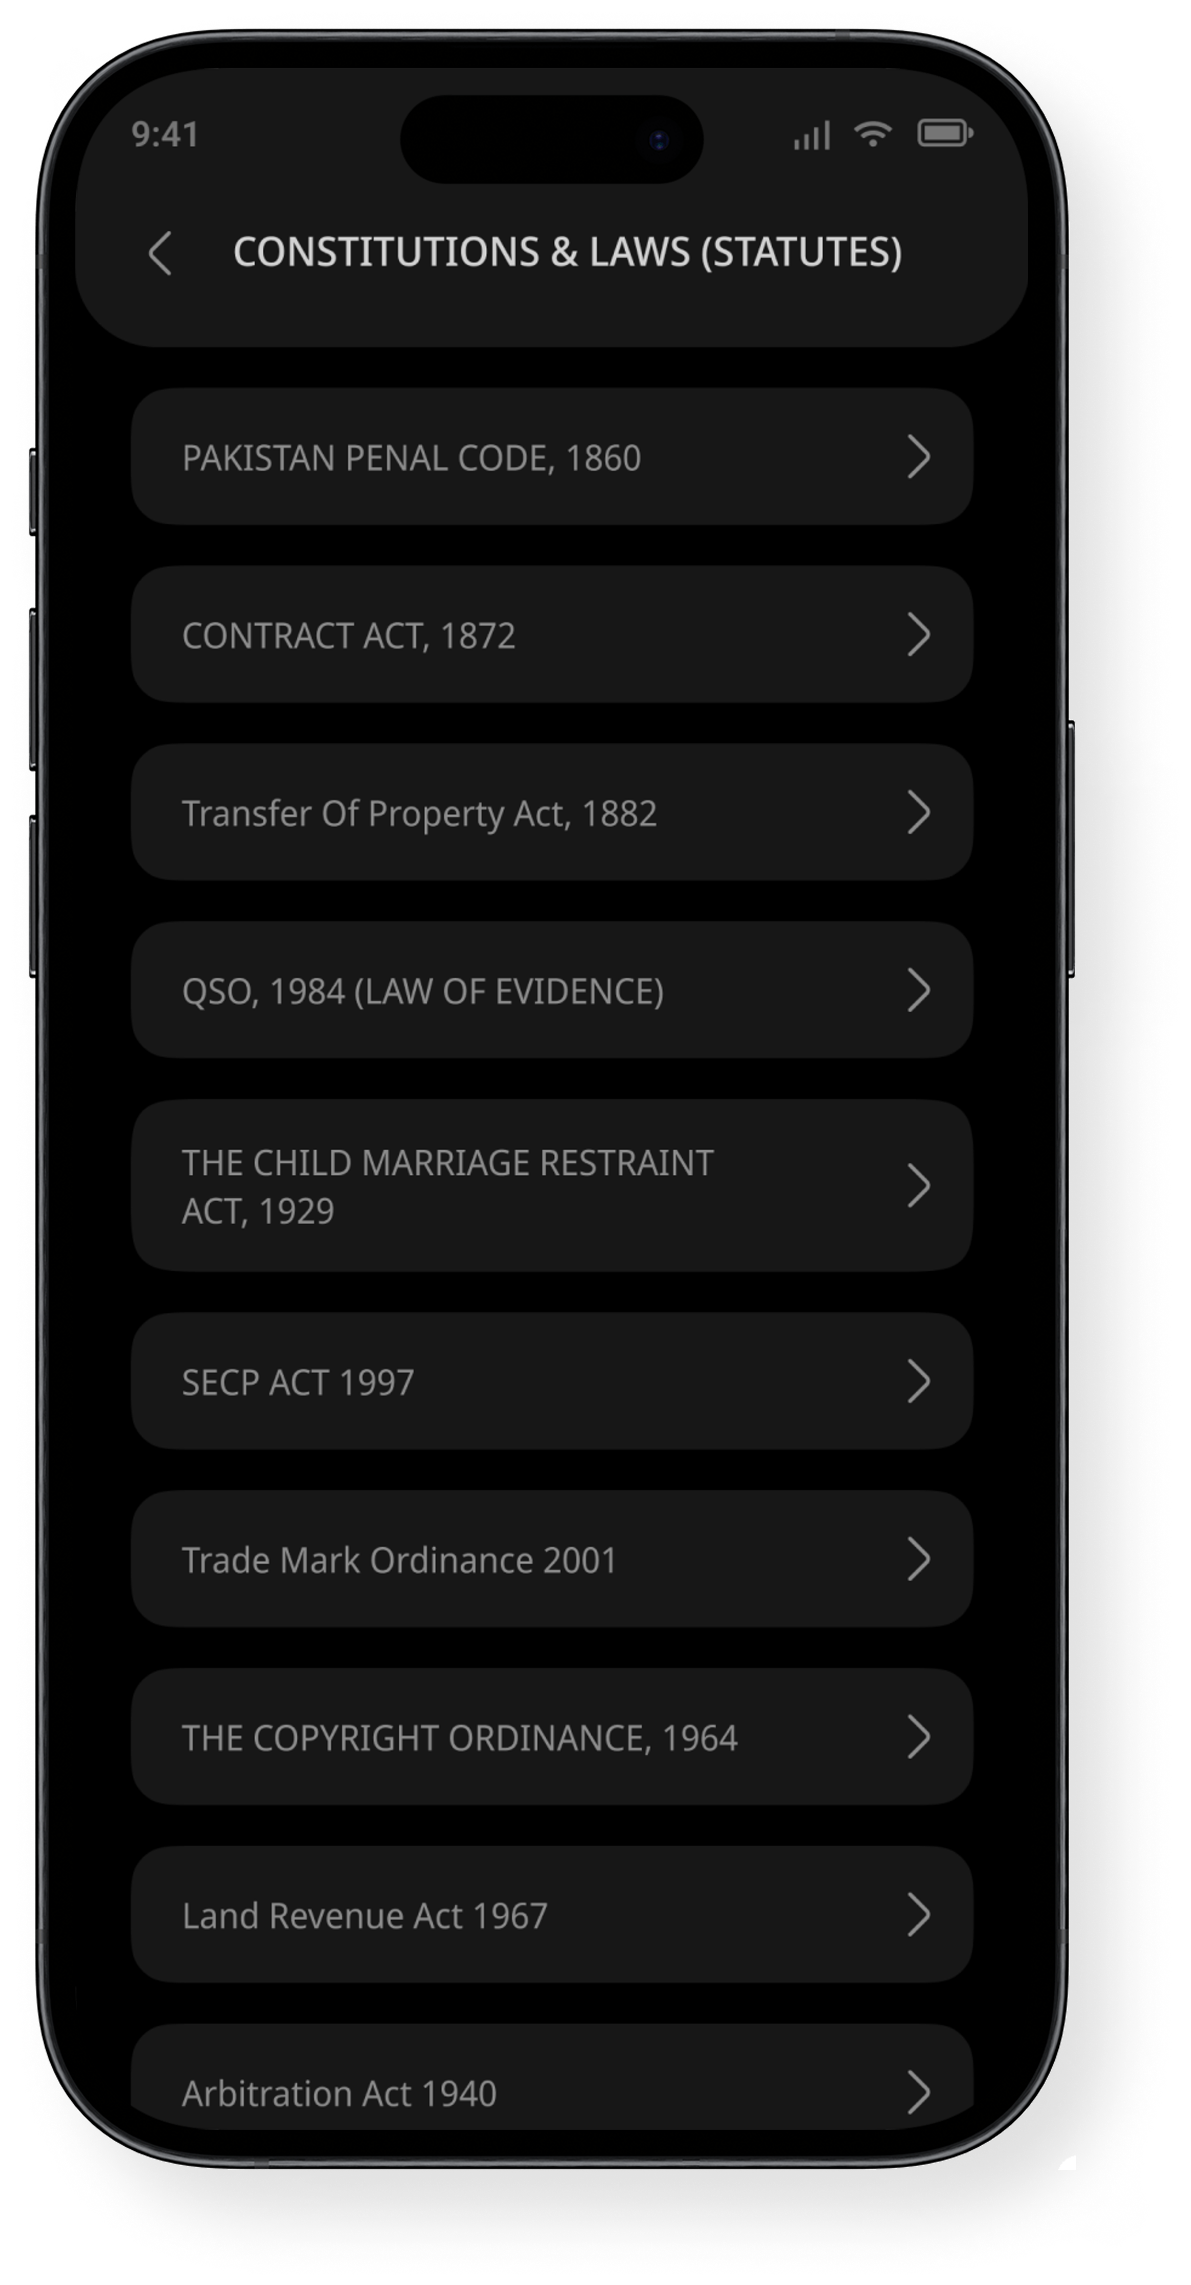 9:41
CONSTITUTIONS & LAWS (STATUTES)
PAKISTAN PENAL CODE, 1860
CONTRACT ACT, 1872
Transfer Of Property Act, 1882
QSO, 1984 (LAW OF EVIDENCE)
THE CHILD MARRIAGE RESTRAINT
ACT, 1929
SECP ACT 1997
Trade Mark Ordinance 2001
THE COPYRIGHT ORDINANCE, 1964
Land Revenue Act 1967
Arbitration Act 1940